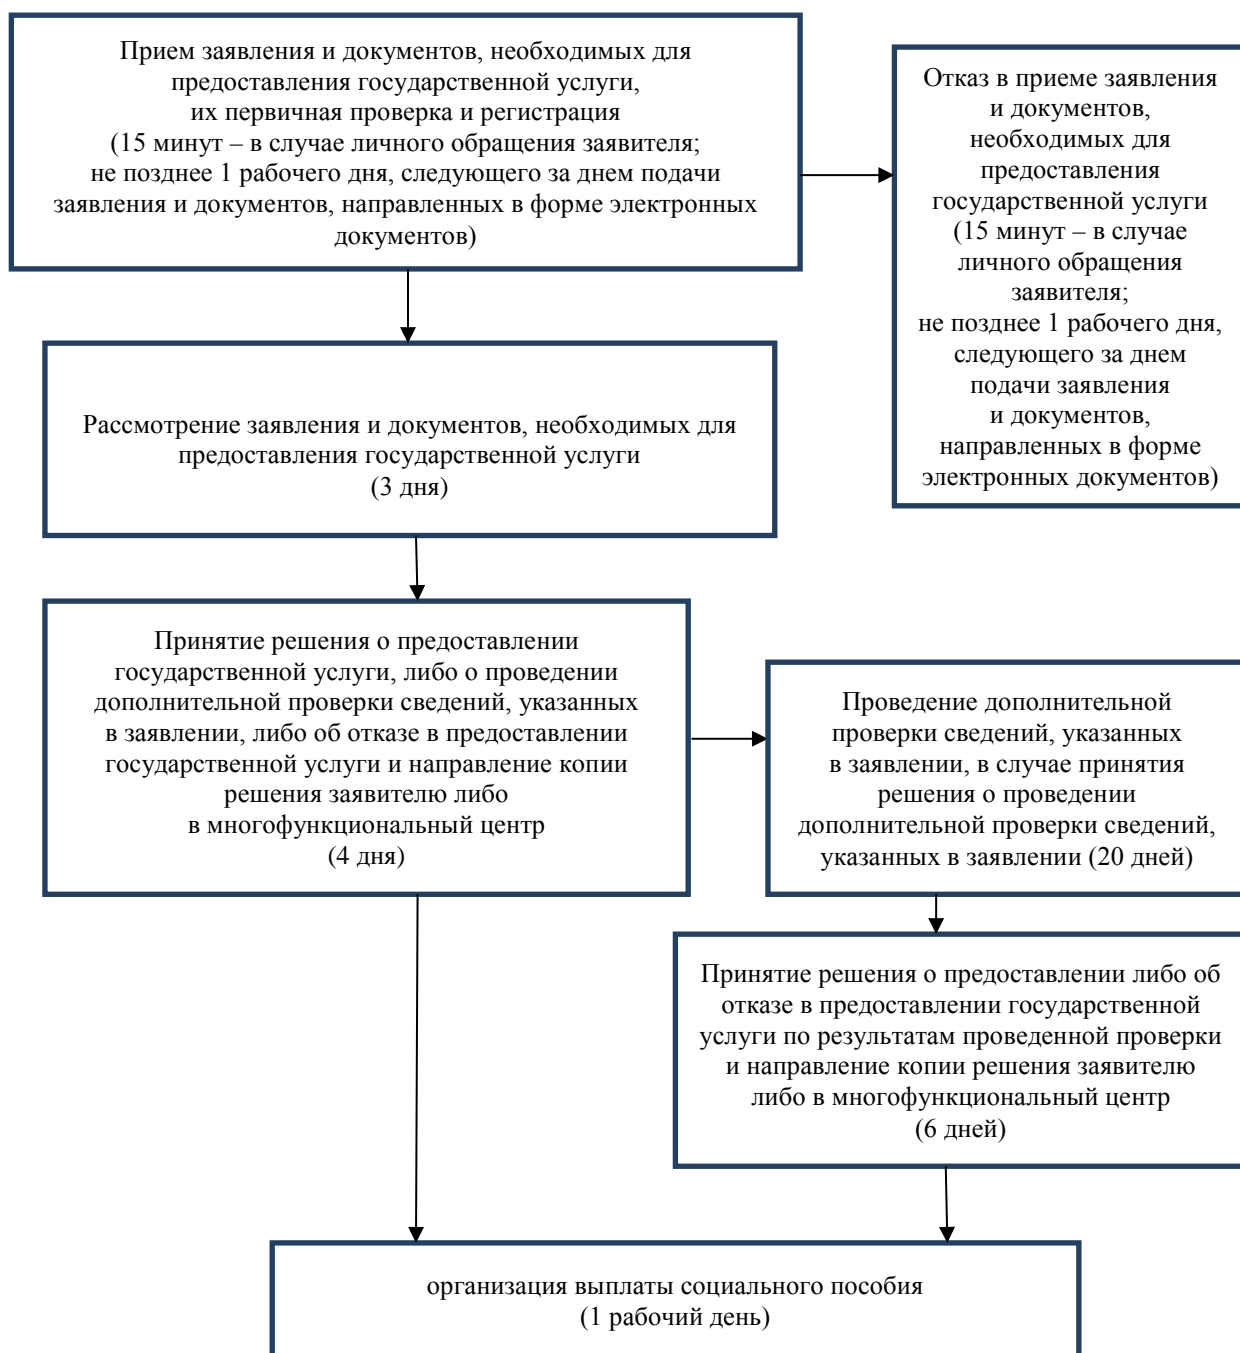 Прием заявления и документов, необходимых для
предоставления государственной услуги,
их первичная проверка и регистрация
(15 минут – в случае личного обращения заявителя;
не позднее 1 рабочего дня, следующего за днем подачи
заявления и документов, направленных в форме электронных
документов)
Отказ в приеме заявления
и документов,
необходимых для
предоставления
государственной услуги
(15 минут – в случае
личного обращения
заявителя;
не позднее 1 рабочего дня,
следующего за днем
подачи заявления
и документов,
направленных в форме
электронных документов)
Рассмотрение заявления и документов, необходимых для
предоставления государственной услуги
(3 дня)
Принятие решения о предоставлении
государственной услуги, либо о проведении
дополнительной проверки сведений, указанных
в заявлении, либо об отказе в предоставлении
государственной услуги и направление копии
решения заявителю либо
в многофункциональный центр
(4 дня)
Проведение дополнительной
проверки сведений, указанных
в заявлении, в случае принятия
решения о проведении
дополнительной проверки сведений,
указанных в заявлении (20 дней)
Принятие решения о предоставлении либо об
отказе в предоставлении государственной
услуги по результатам проведенной проверки
и направление копии решения заявителю
либо в многофункциональный центр
(6 дней)
организация выплаты социального пособия
(1 рабочий день)